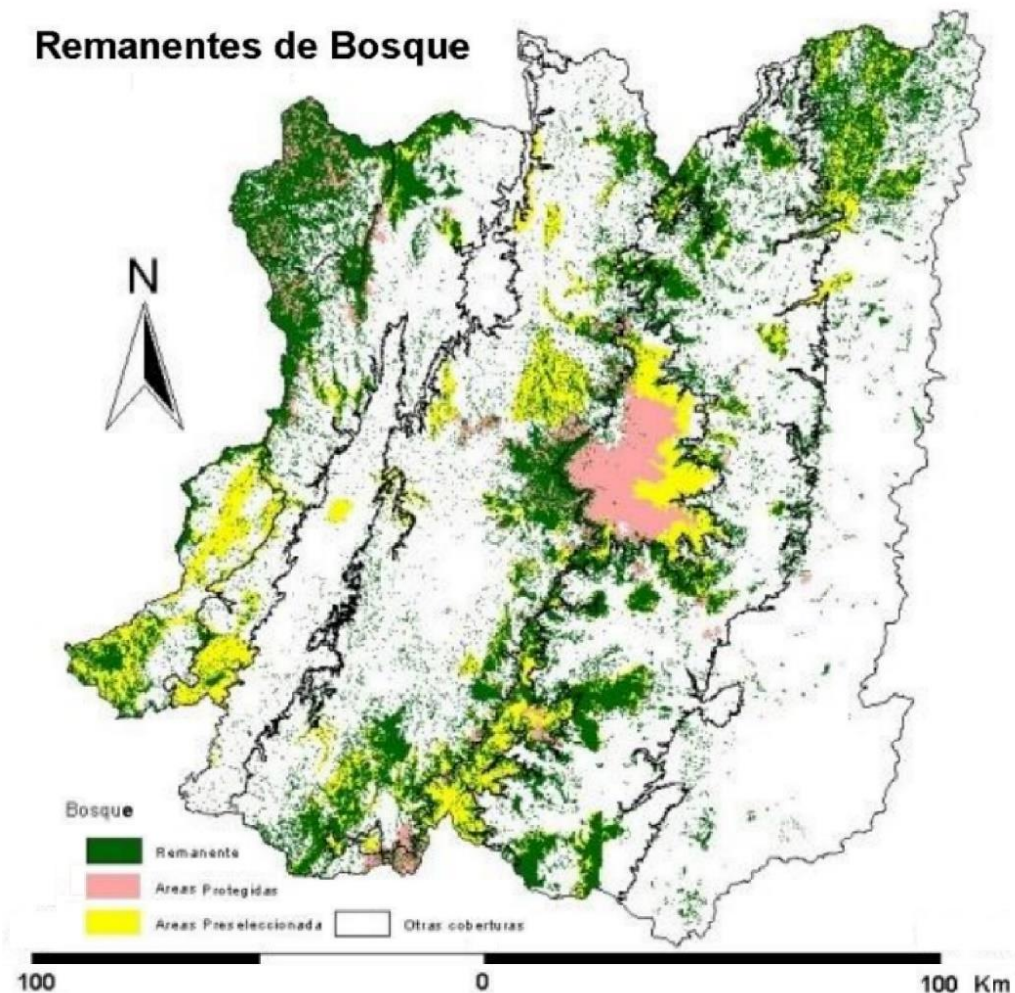 Remanentes de Bosque
N
Bosque
Remanente
Areas Protegidas
Areas Preseleccionada
Otras coberturas
100 0 100 Km